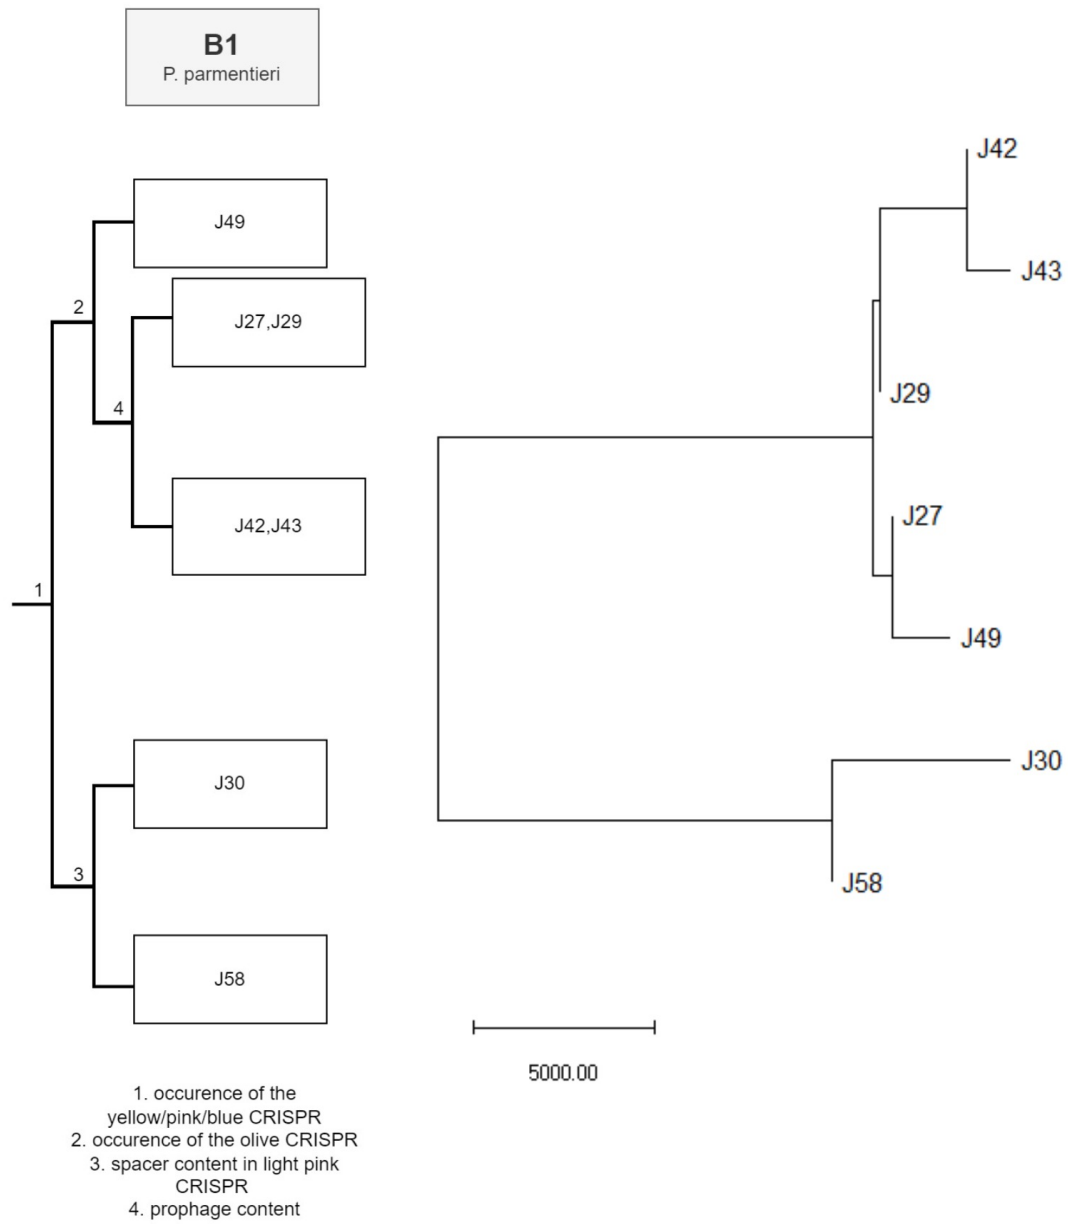 B1
P. parmentieri
J49
2
J27,J29
4
J42,J43
1
J30
3
J58
1. occurence of the
yellow/pink/blue CRISPR
2. occurence of the olive CRISPR
3. spacer content in light pink
CRISPR
4. prophage content
J42
J43
J29
J27
J49
J30
J58
5000.00